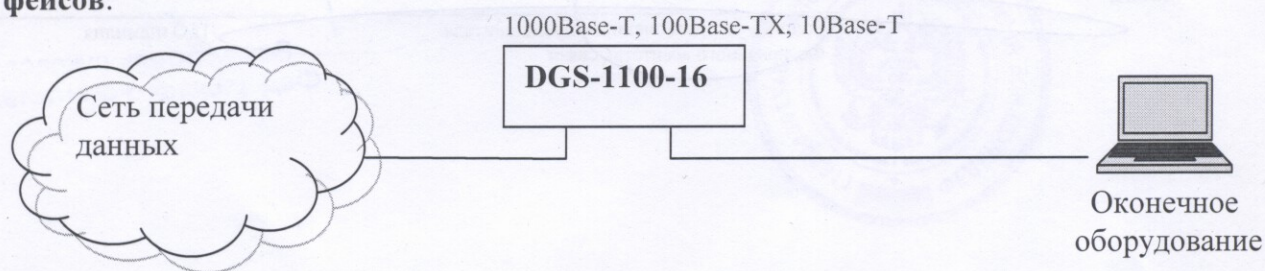 фейсов.
1000Base-T, 100Base-TX, 10Base-T
DGS-1100-16
Сеть передачи
данных
Оконечное
оборудование